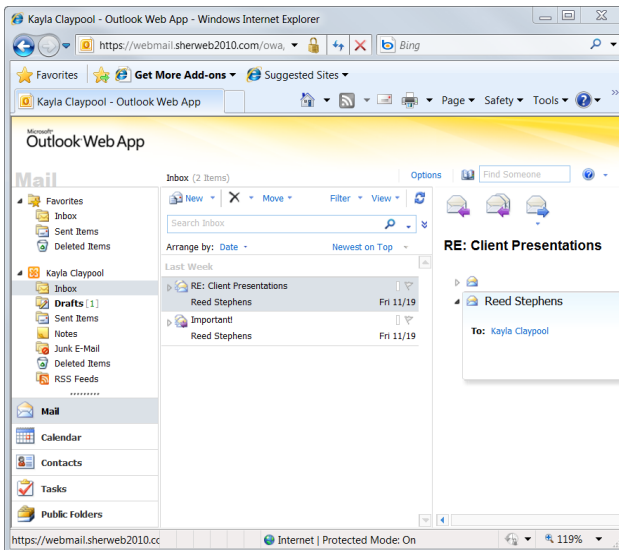 Kayla Claypool - Outlook Web App - Windows Internet Explorer
https://webmail.sherweb2010.com/owa,
Bing
Favorites Get More Add-ons Suggested Sites
Kayla Claypool - Outlook Web App
Page Safety Tools
Microsoft
Outlook Web App
Mail
Inbox (2 Items)
Options
Find Someone
Favorites
Inbox
Sent Items
Deleted Items
Kayla Claypool
Inbox
Drafts [1]
Sent Items
Notes
Junk E-Mail
Deleted Items
RSS Feeds
Mail
Calendar
Contacts
Tasks
Public Folders
New Move Filter View
Search Inbox
Arrange by: Date Newest on Top
Last Week
RE: Client Presentations
Reed Stephens Fri 11/19
Important!
Reed Stephens Fri 11/19
RE: Client Presentations
Reed Stephens
To: Kayla Claypool
https://webmail.sherweb2010.cc
Internet | Protected Mode: On
119%